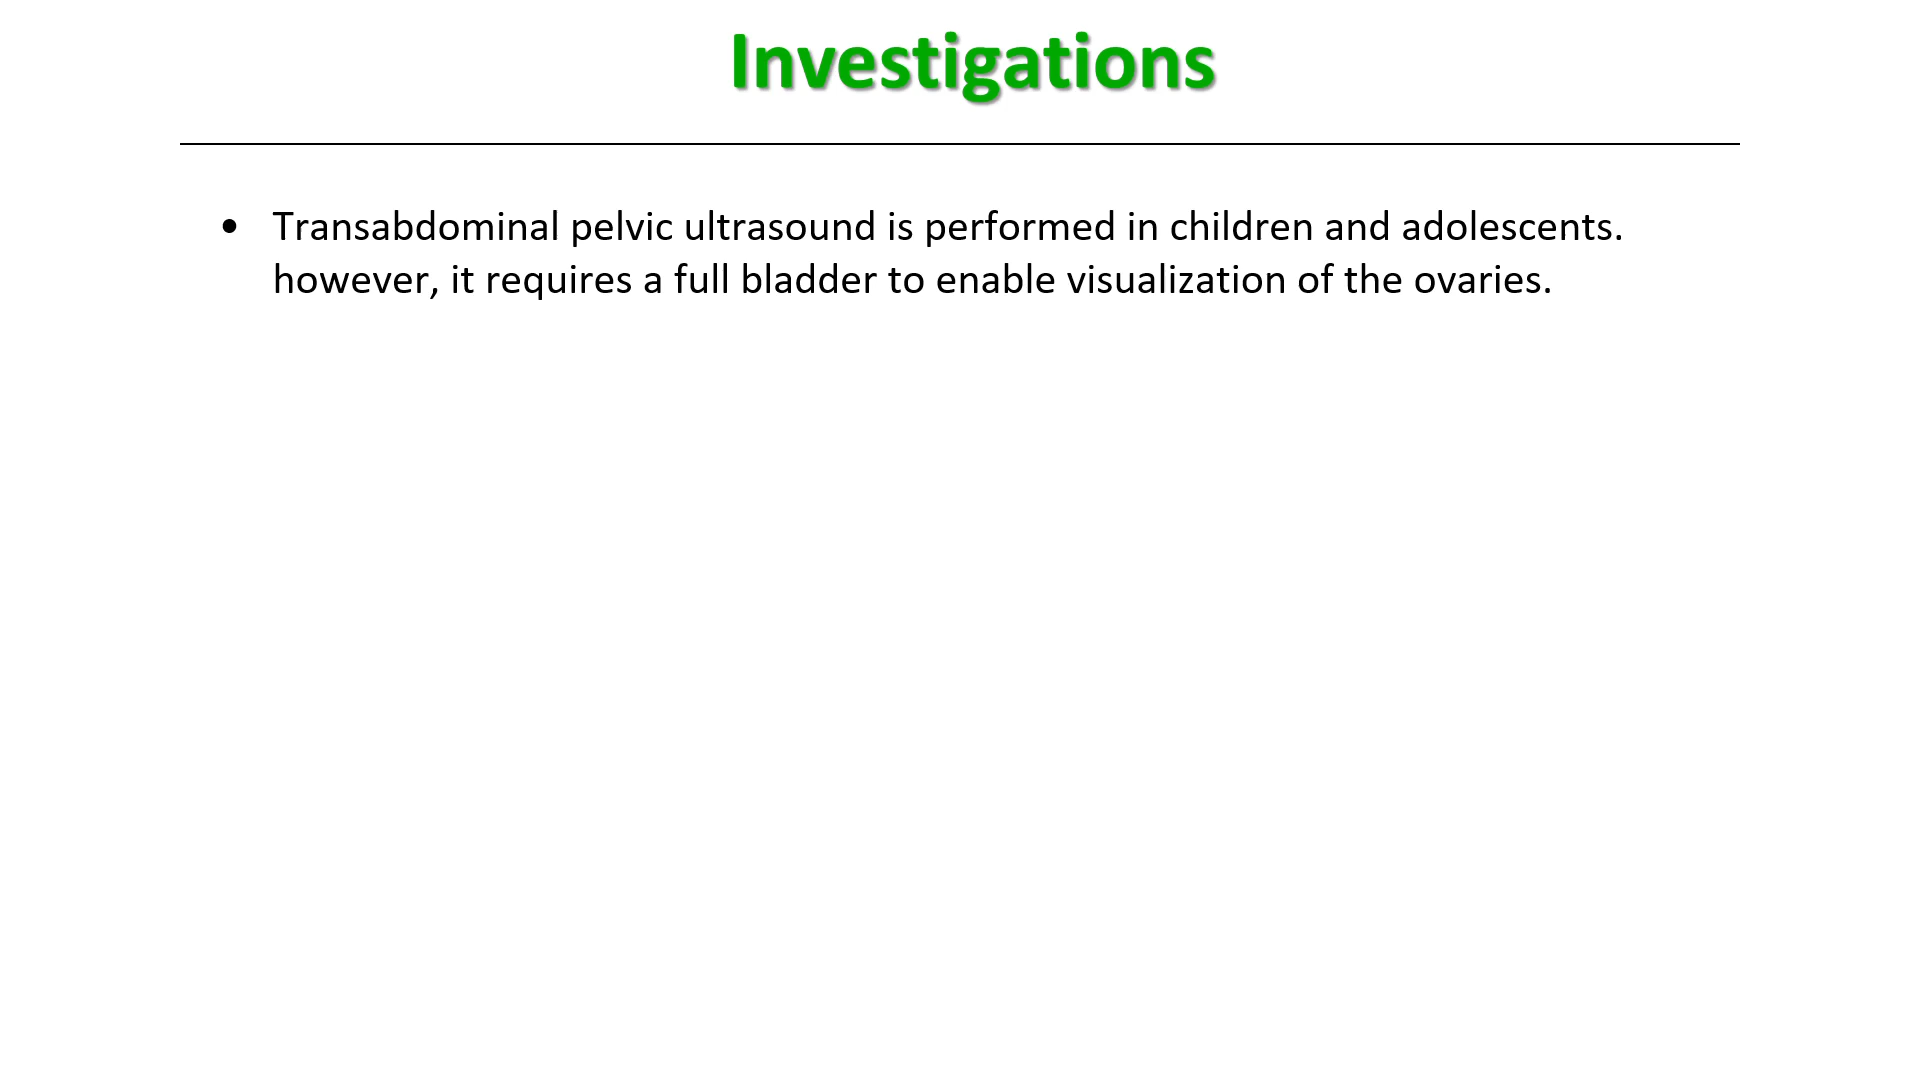 Investigations
• Transabdominal pelvic ultrasound is performed in children and adolescents.
however, it requires a full bladder to enable visualization of the ovaries.